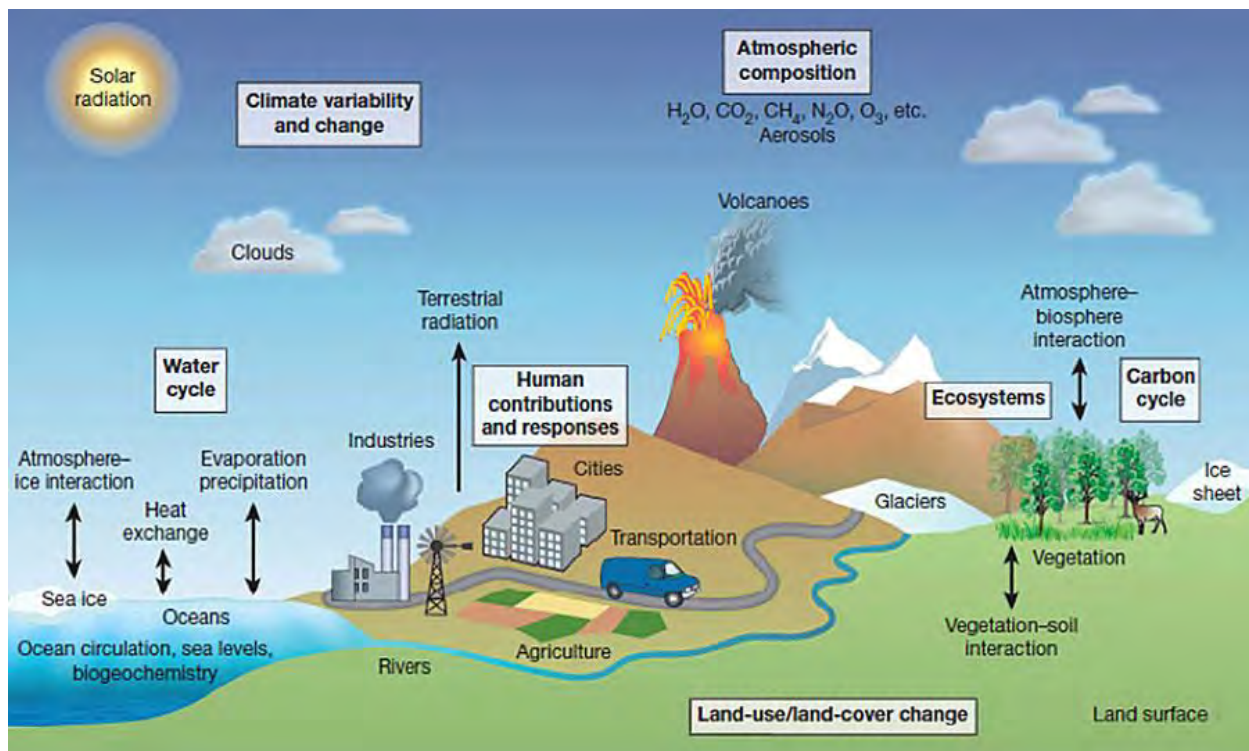 Solar
radiation
Climate variability
and change
Atmospheric
composition
H₂O, CO₂, CH₄, N₂O, O₃, etc.
Aerosols
Volcanoes
Clouds
Terrestrial
radiation
Atmosphere–
biosphere
interaction
Water
cycle
Human
contributions
and responses
Ecosystems
Carbon
cycle
Industries
Cities
Atmosphere–
ice interaction
Evaporation
precipitation
Heat
exchange
Glaciers
Ice
sheet
Transportation
Vegetation
Sea ice
Oceans
Ocean circulation, sea levels,
biogeochemistry
Rivers
Agriculture
Vegetation–soil
interaction
Land-use/land-cover change
Land surface